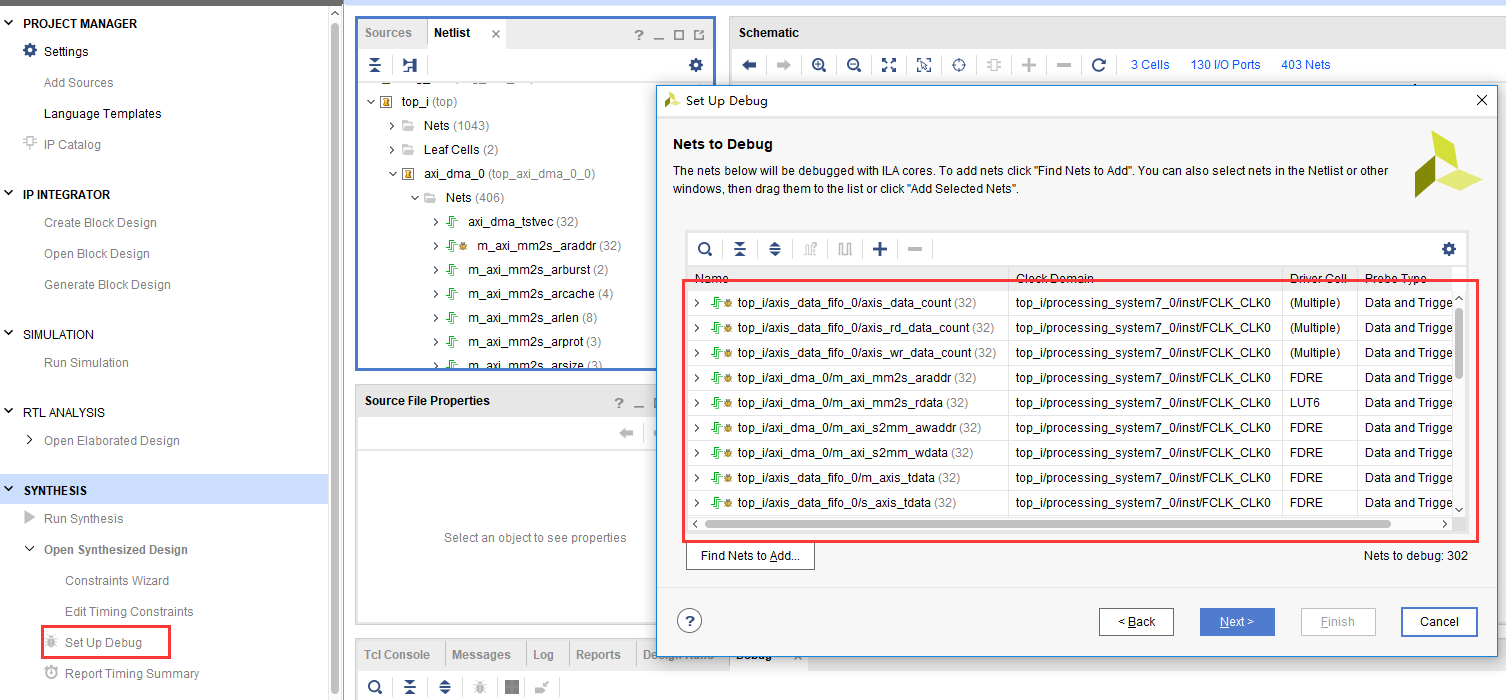 PROJECT MANAGER
Settings
Add Sources
Language Templates
IP Catalog
IP INTEGRATOR
Create Block Design
Open Block Design
Generate Block Design
SIMULATION
Run Simulation
RTL ANALYSIS
Open Elaborated Design
SYNTHESIS
Run Synthesis
Open Synthesized Design
Constraints Wizard
Edit Timing Constraints
Set Up Debug
Report Timing Summary
Sources Netlist
top_i (top)
Nets (1043)
Leaf Cells (2)
axi_dma_0 (top_axi_dma_0_0)
Nets (406)
axi_dma_tstvec (32)
m_axi_mm2s_araddr (32)
m_axi_mm2s_arburst (2)
m_axi_mm2s_arcache (4)
m_axi_mm2s_arlen (8)
m_axi_mm2s_arprot (3)
m_axi_mm2s_arsize (3)
Source File Properties
Select an object to see properties
Tcl Console Messages Log Reports Design Runs Debug
Schematic
3 Cells 130 I/O Ports 403 Nets
Set Up Debug
Nets to Debug
The nets below will be debugged with ILA cores. To add nets click "Find Nets to Add". You can also select nets in the Netlist or other
windows, then drag them to the list or click "Add Selected Nets".
Name Clock Domain Driver Cell Probe Type
top_i/axis_data_fifo_0/axis_data_count (32) top_i/processing_system7_0/inst/FCLK_CLK0 (Multiple) Data and Trigge
top_i/axis_data_fifo_0/axis_rd_data_count (32) top_i/processing_system7_0/inst/FCLK_CLK0 (Multiple) Data and Trigge
top_i/axis_data_fifo_0/axis_wr_data_count (32) top_i/processing_system7_0/inst/FCLK_CLK0 (Multiple) Data and Trigge
top_i/axi_dma_0/m_axi_mm2s_araddr (32) top_i/processing_system7_0/inst/FCLK_CLK0 FDRE Data and Trigge
top_i/axi_dma_0/m_axi_mm2s_rdata (32) top_i/processing_system7_0/inst/FCLK_CLK0 LUT6 Data and Trigge
top_i/axi_dma_0/m_axi_s2mm_awaddr (32) top_i/processing_system7_0/inst/FCLK_CLK0 FDRE Data and Trigge
top_i/axi_dma_0/m_axi_s2mm_wdata (32) top_i/processing_system7_0/inst/FCLK_CLK0 FDRE Data and Trigge
top_i/axis_data_fifo_0/m_axis_tdata (32) top_i/processing_system7_0/inst/FCLK_CLK0 FDRE Data and Trigge
top_i/axis_data_fifo_0/s_axis_tdata (32) top_i/processing_system7_0/inst/FCLK_CLK0 FDRE Data and Trigge
Find Nets to Add... Nets to debug: 302
? < Back Next > Finish Cancel